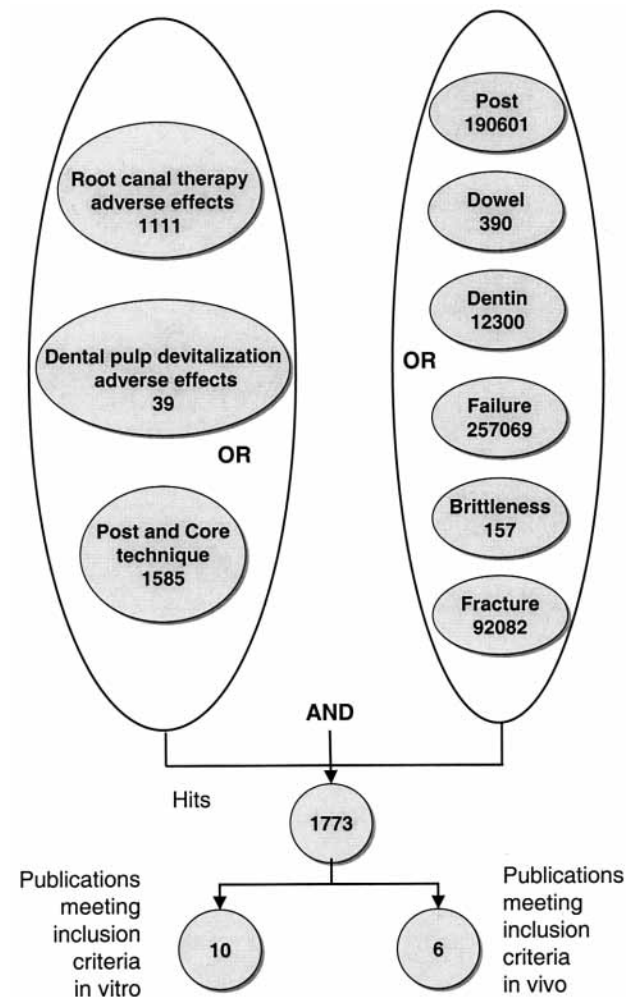 Root canal therapy
adverse effects
1111
Dental pulp devitalization
adverse effects
39
OR
Post and Core
technique
1585
Post
190601
Dowel
390
Dentin
12300
OR
Failure
257069
Brittleness
157
Fracture
92082
AND
Hits
1773
Publications
meeting
inclusion
criteria
in vitro
10
6
Publications
meeting
inclusion
criteria
in vivo